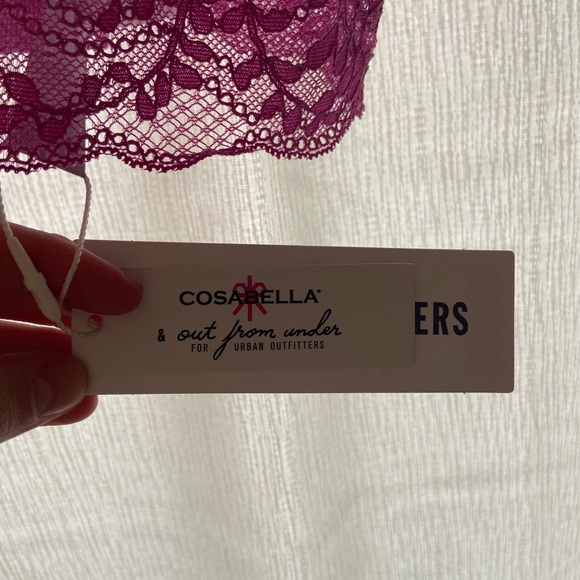 COSABELLA®
& out from under
FOR URBAN OUTFITTERS
ERS